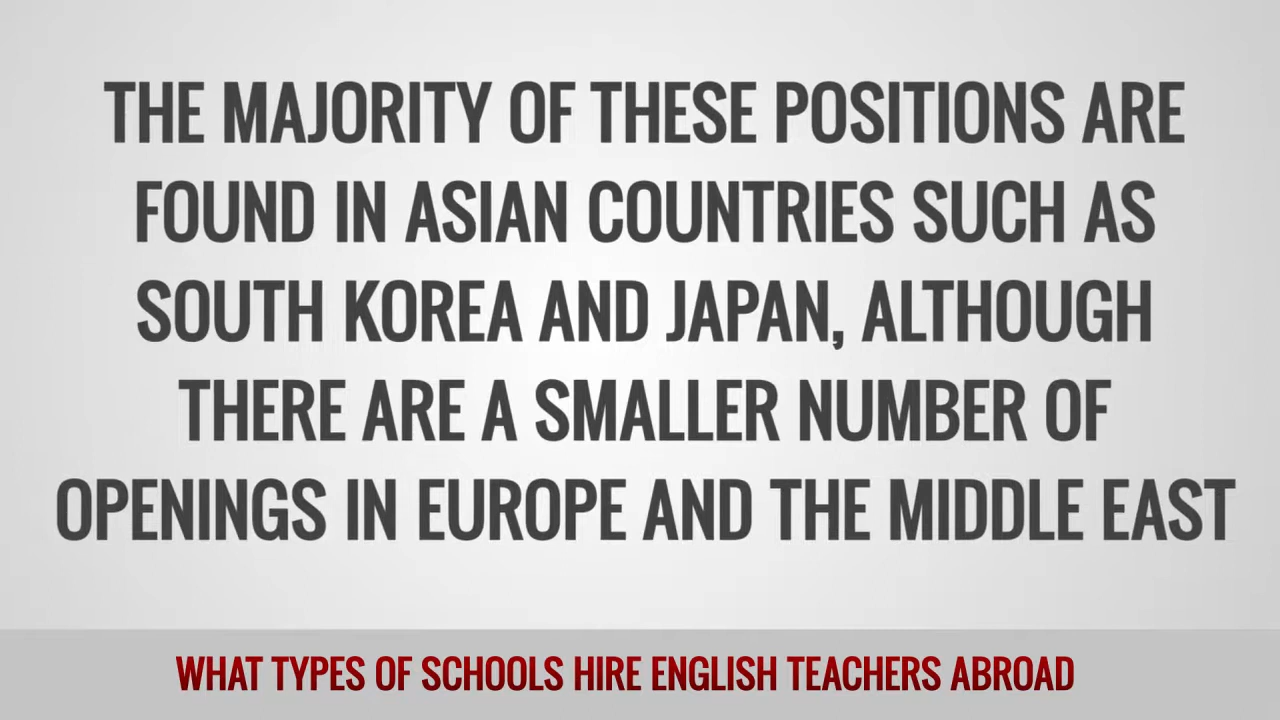 THE MAJORITY OF THESE POSITIONS ARE
FOUND IN ASIAN COUNTRIES SUCH AS
SOUTH KOREA AND JAPAN, ALTHOUGH
THERE ARE A SMALLER NUMBER OF
OPENINGS IN EUROPE AND THE MIDDLE EAST
WHAT TYPES OF SCHOOLS HIRE ENGLISH TEACHERS ABROAD